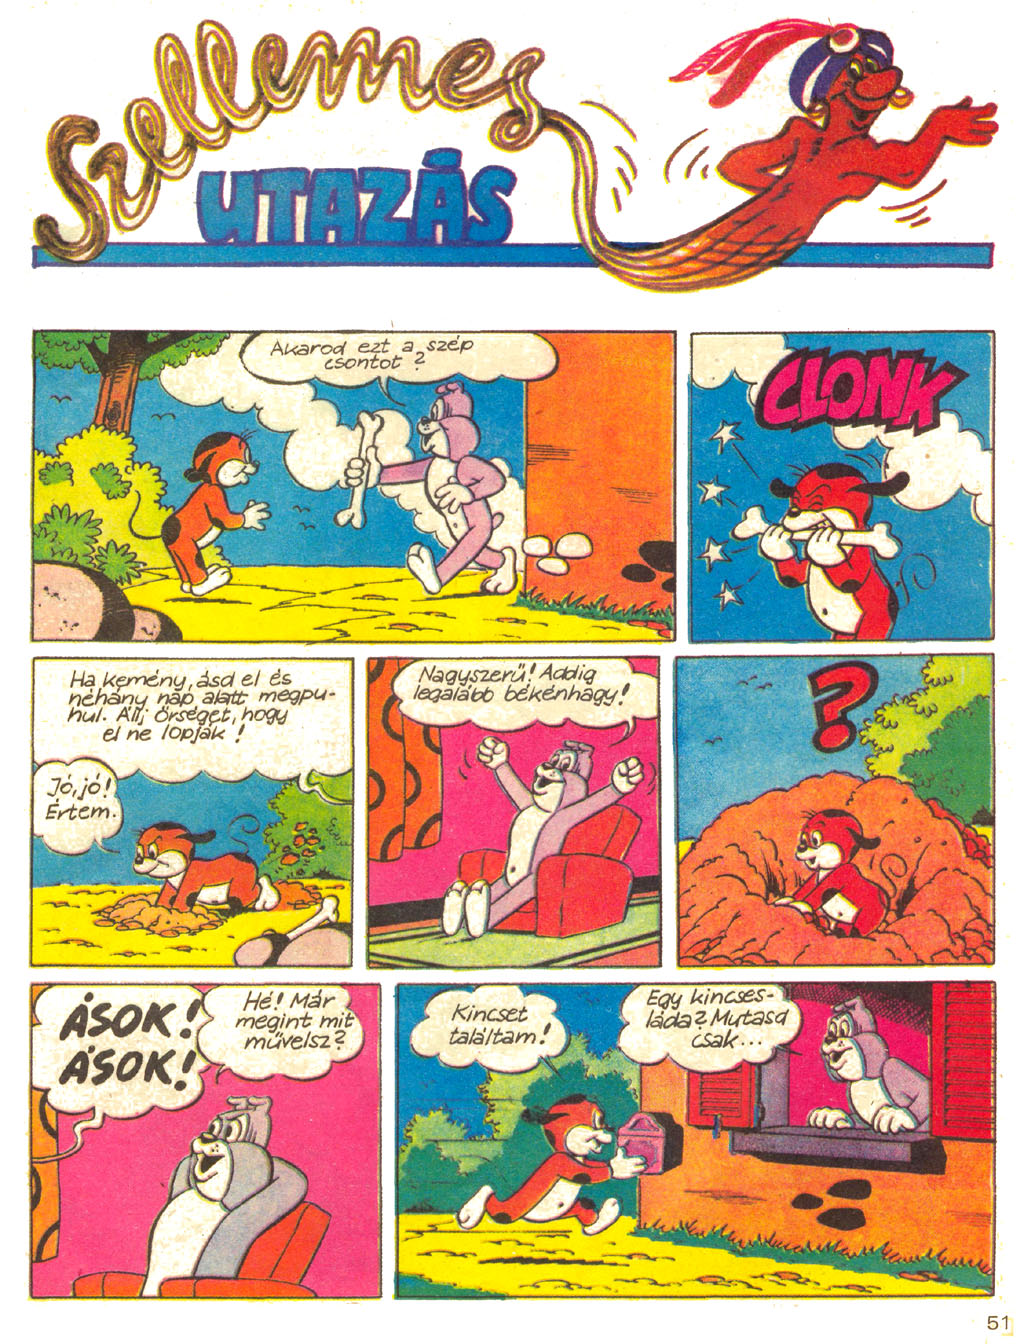 Szellemes
UTAZÁS
Akarod ezt a szép
csontot?
CLONK
Ha kemény, ásd el és
néhány nap alatt megpu-
hul. Állj őrséget, hogy
el ne lopják!
Jó, jó!
Értem.
Nagyszerű! Addig
legalább békénhagy!
?
ÁSOK!
ÁSOK!
Hé! Már
megint mit
művelsz?
Kincset
találtam!
Egy kincses-
láda? Mutasd
csak...
51